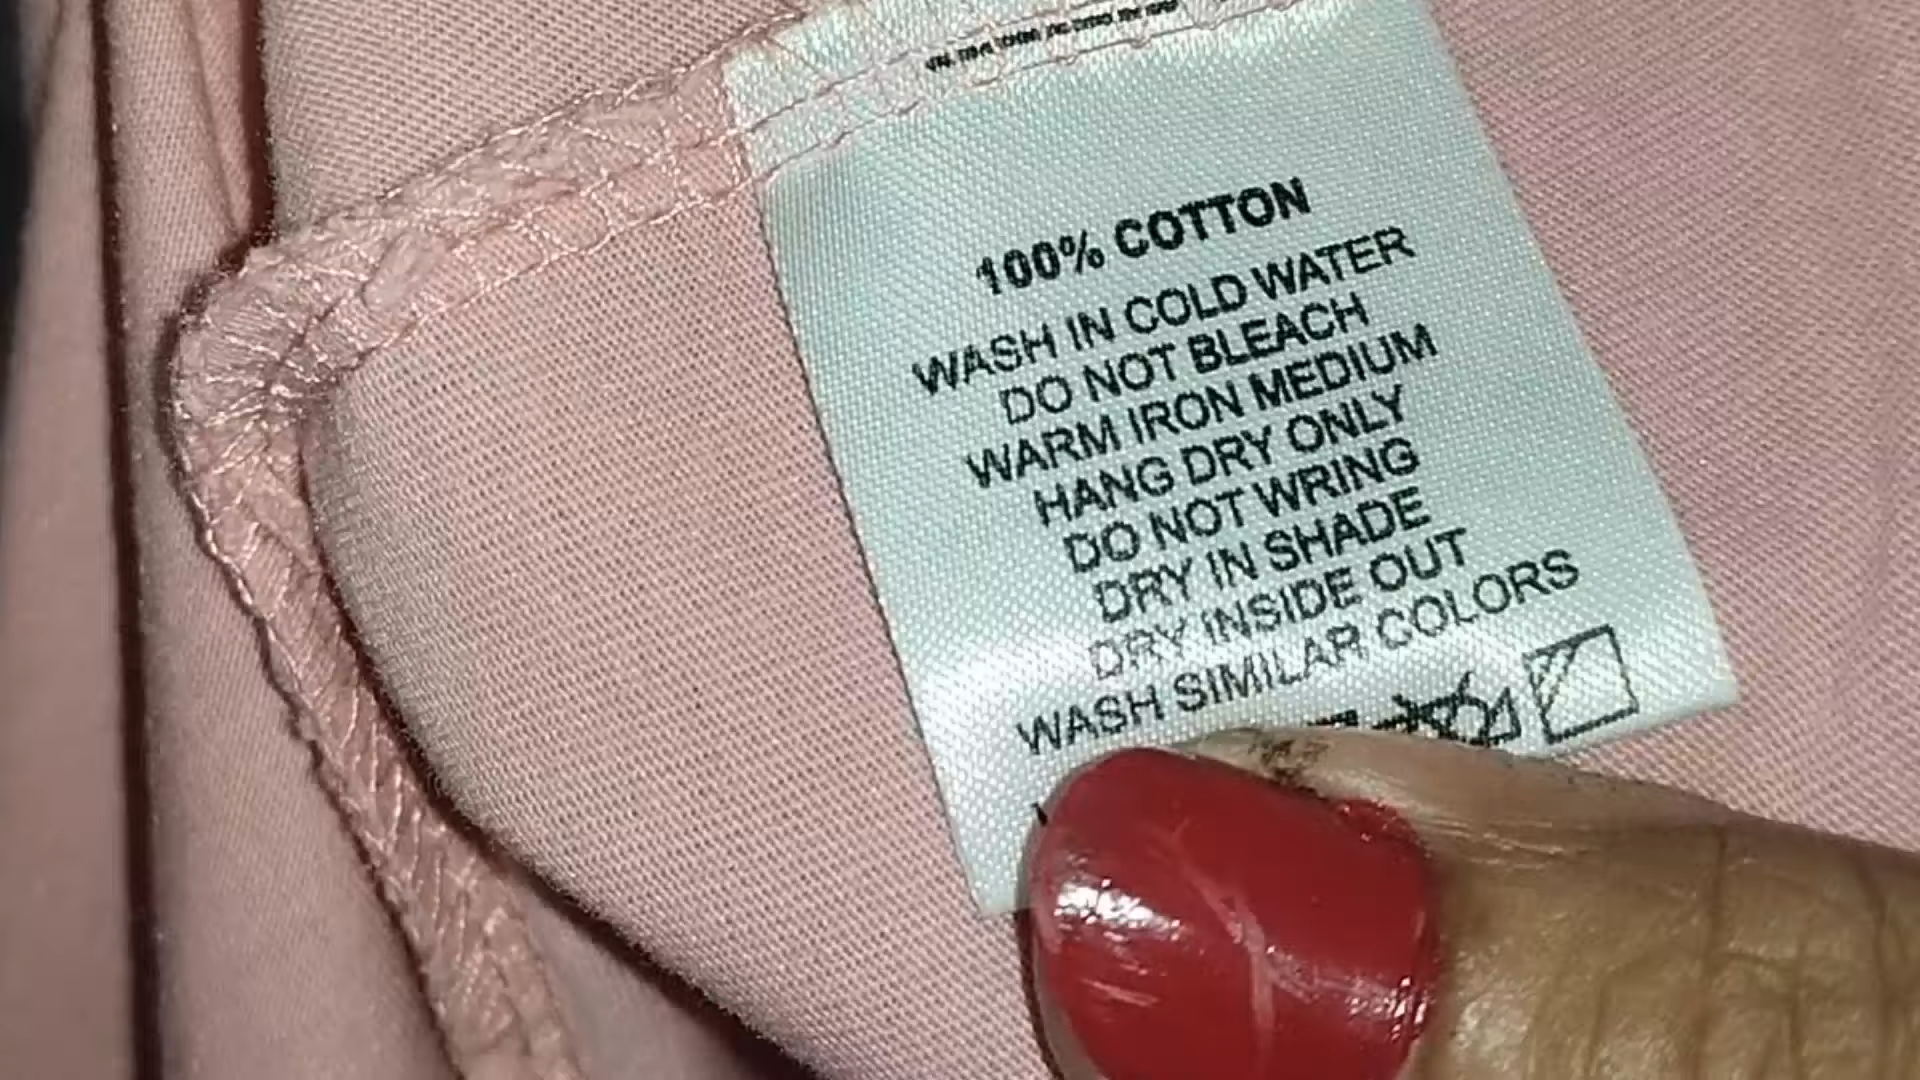 100% COTTON
WASH IN COLD WATER
DO NOT BLEACH
WARM IRON MEDIUM
HANG DRY ONLY
DO NOT WRING
DRY IN SHADE
DRY INSIDE OUT
WASH SIMILAR COLORS